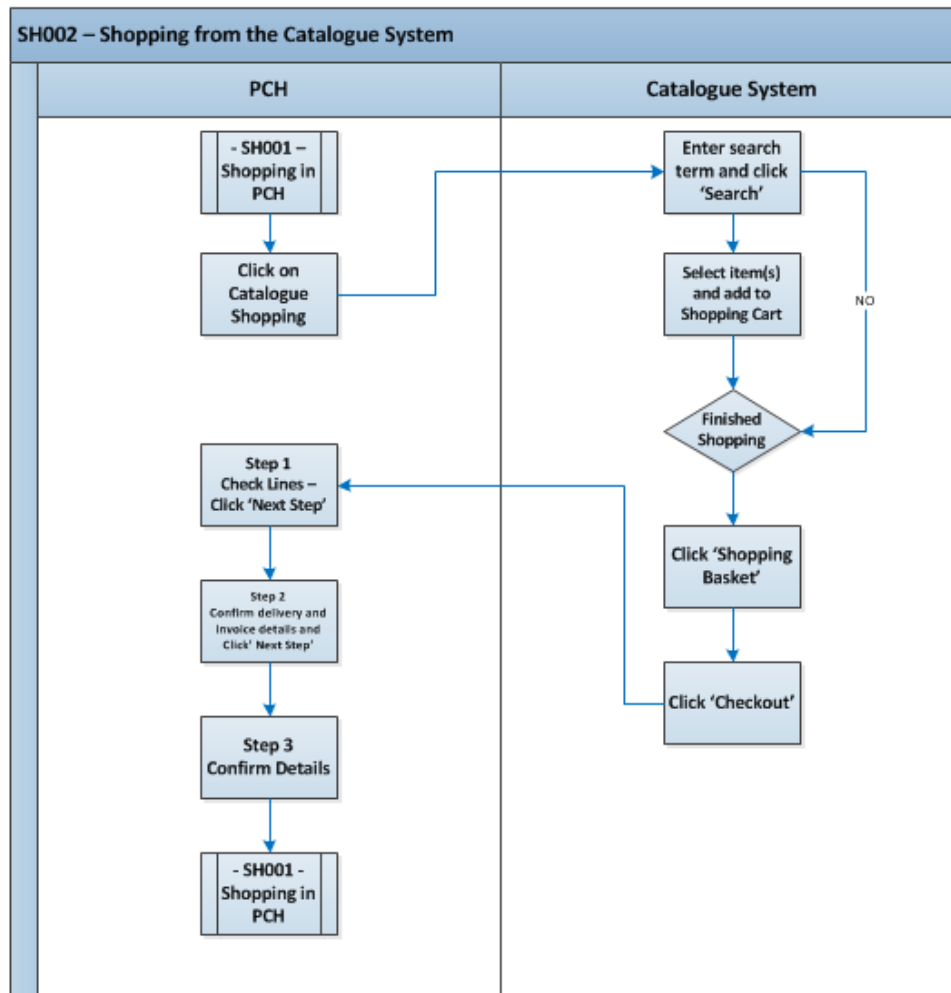 SH002 – Shopping from the Catalogue System
PCH
Catalogue System
- SH001 –
Shopping in
PCH
Click on
Catalogue
Shopping
Enter search
term and click
‘Search’
Select item(s)
and add to
Shopping Cart
NO
Finished
Shopping
Click ‘Shopping
Basket’
Click ‘Checkout’
Step 1
Check Lines –
Click ‘Next Step’
Step 2
Confirm delivery and
Invoice details and
Click’ Next Step’
Step 3
Confirm Details
- SH001 -
Shopping in
PCH